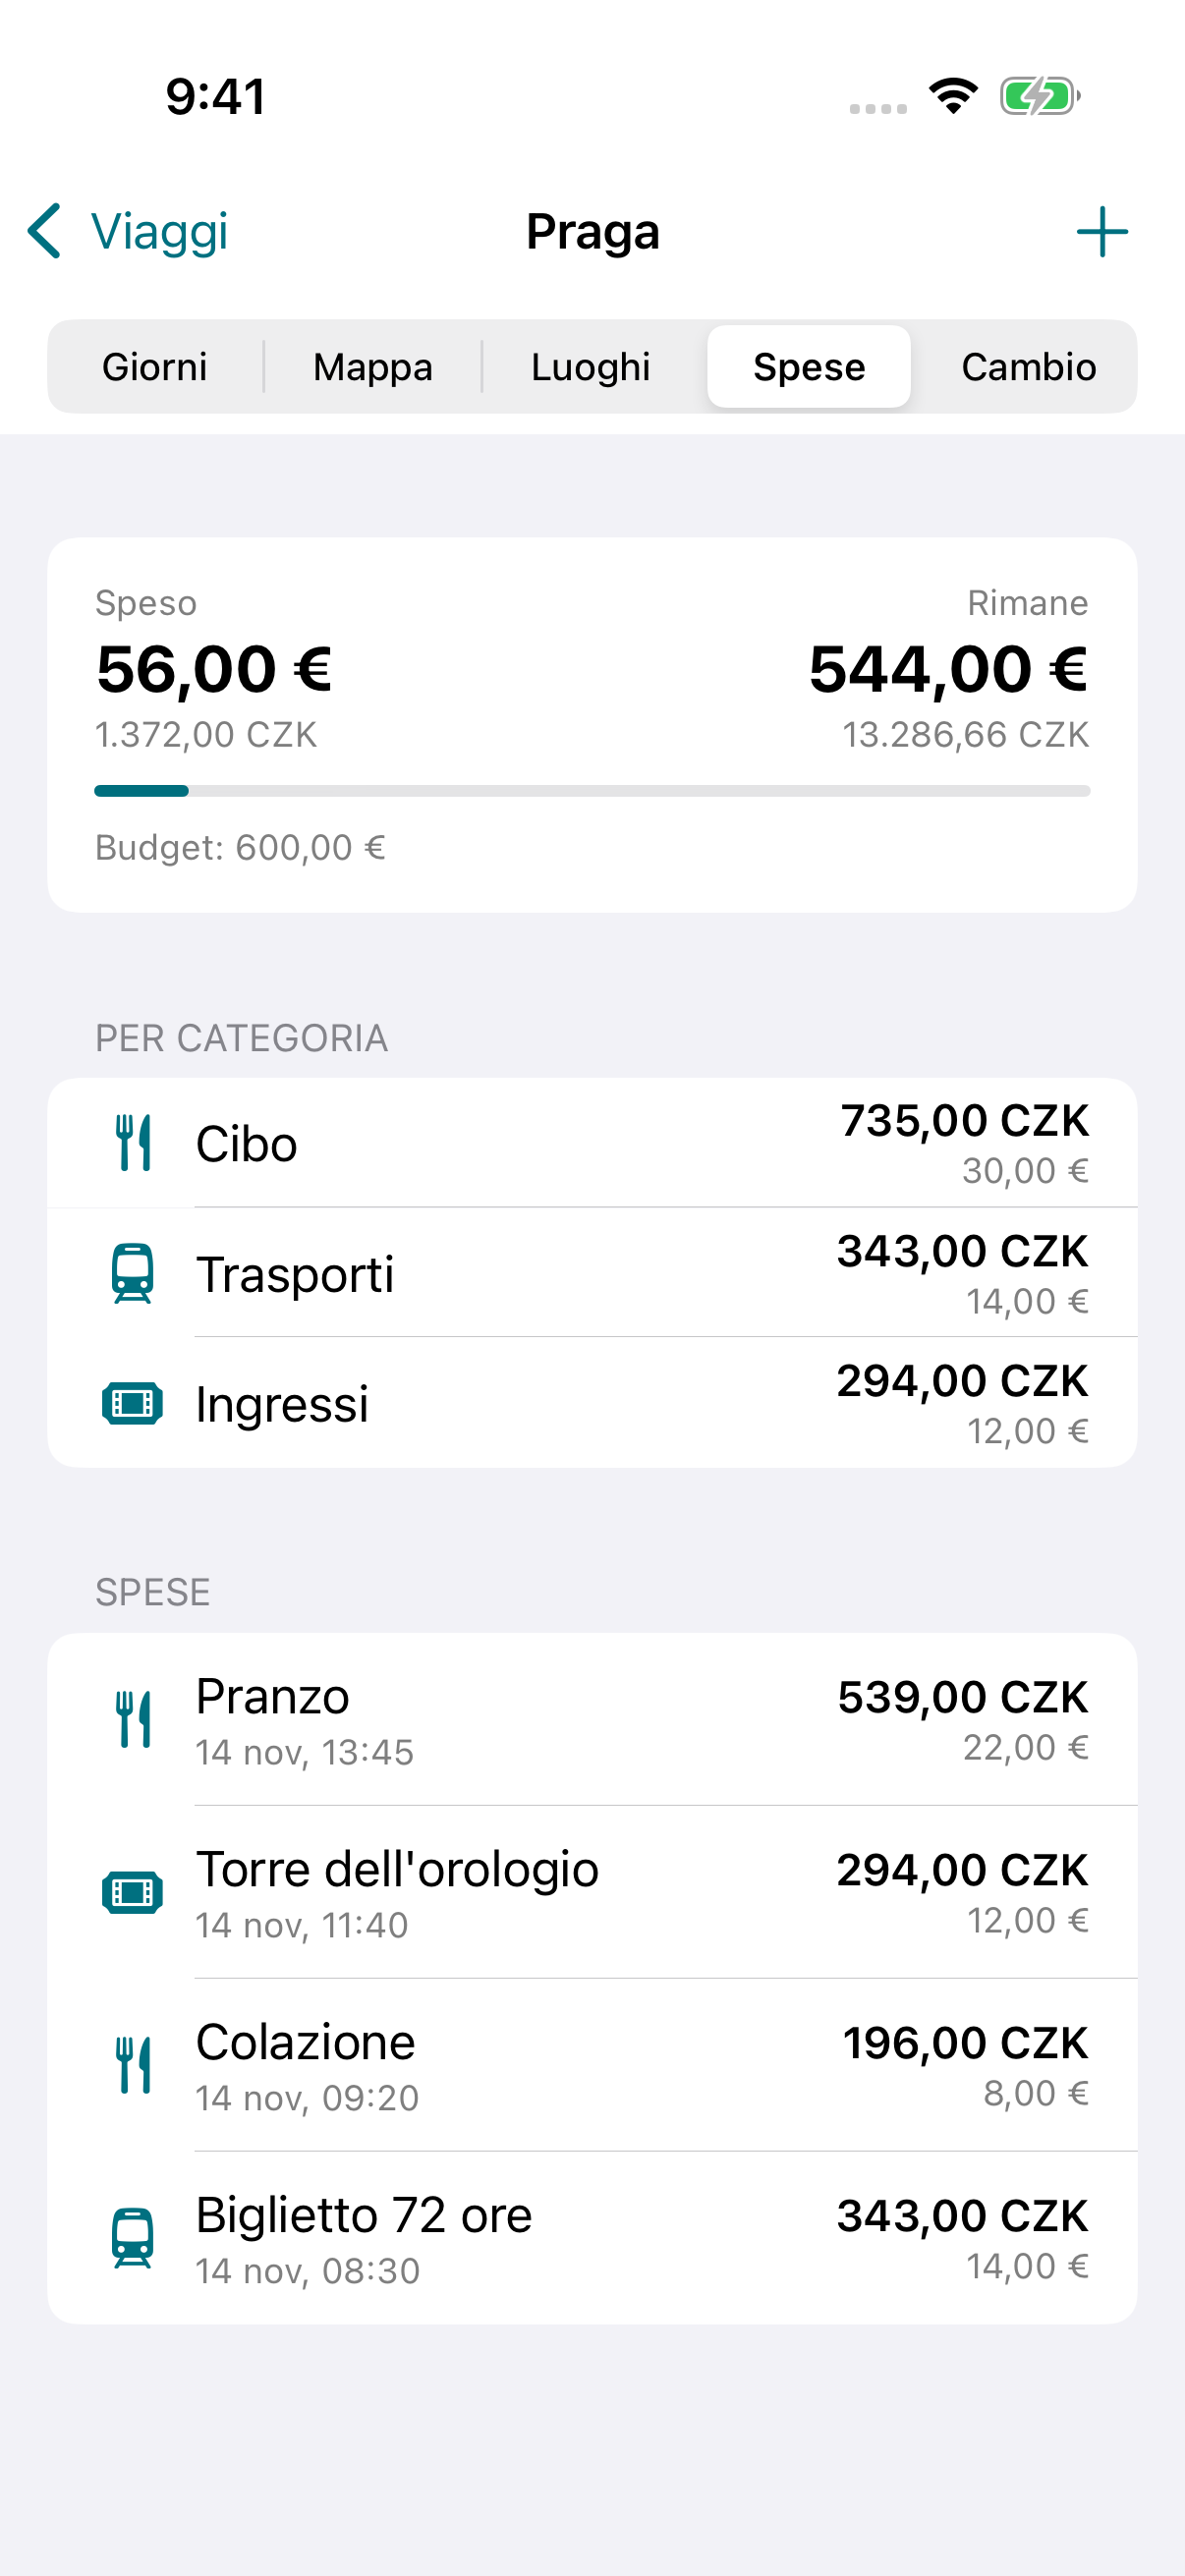 9:41
Viaggi
Praga
Giorni
Mappa
Luoghi
Spese
Cambio
Speso
Rimane
56,00 €
544,00 €
1.372,00 CZK
13.286,66 CZK
Budget: 600,00 €
PER CATEGORIA
Cibo
735,00 CZK
30,00 €
Trasporti
343,00 CZK
14,00 €
Ingressi
294,00 CZK
12,00 €
SPESE
Pranzo
539,00 CZK
14 nov, 13:45
22,00 €
Torre dell'orologio
294,00 CZK
14 nov, 11:40
12,00 €
Colazione
196,00 CZK
14 nov, 09:20
8,00 €
Biglietto 72 ore
343,00 CZK
14 nov, 08:30
14,00 €